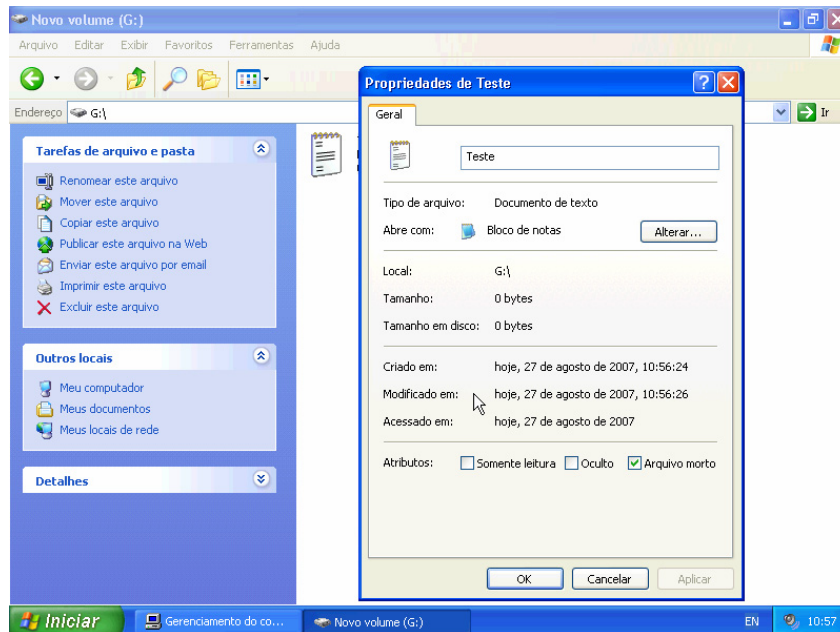 Novo volume (G:)
Arquivo Editar Exibir Favoritos Ferramentas Ajuda
Endereço G:\
Ir
Tarefas de arquivo e pasta
Renomear este arquivo
Mover este arquivo
Copiar este arquivo
Publicar este arquivo na Web
Enviar este arquivo por email
Imprimir este arquivo
Excluir este arquivo
Outros locais
Meu computador
Meus documentos
Meus locais de rede
Detalhes
Propriedades de Teste
Geral
Teste
Tipo de arquivo: Documento de texto
Abre com: Bloco de notas Alterar...
Local: G:\
Tamanho: 0 bytes
Tamanho em disco: 0 bytes
Criado em: hoje, 27 de agosto de 2007, 10:56:24
Modificado em: hoje, 27 de agosto de 2007, 10:56:26
Acessado em: hoje, 27 de agosto de 2007
Atributos: Somente leitura Oculto Arquivo morto
OK Cancelar Aplicar
Iniciar Gerenciamento do co... Novo volume (G:) EN 10:57